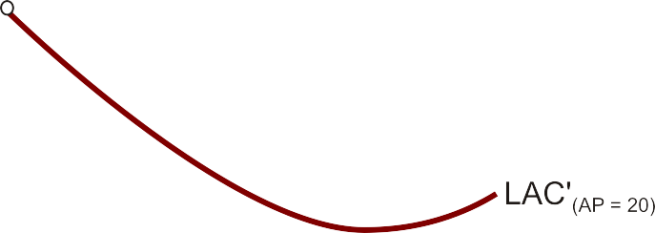 LAC'(AP = 20)